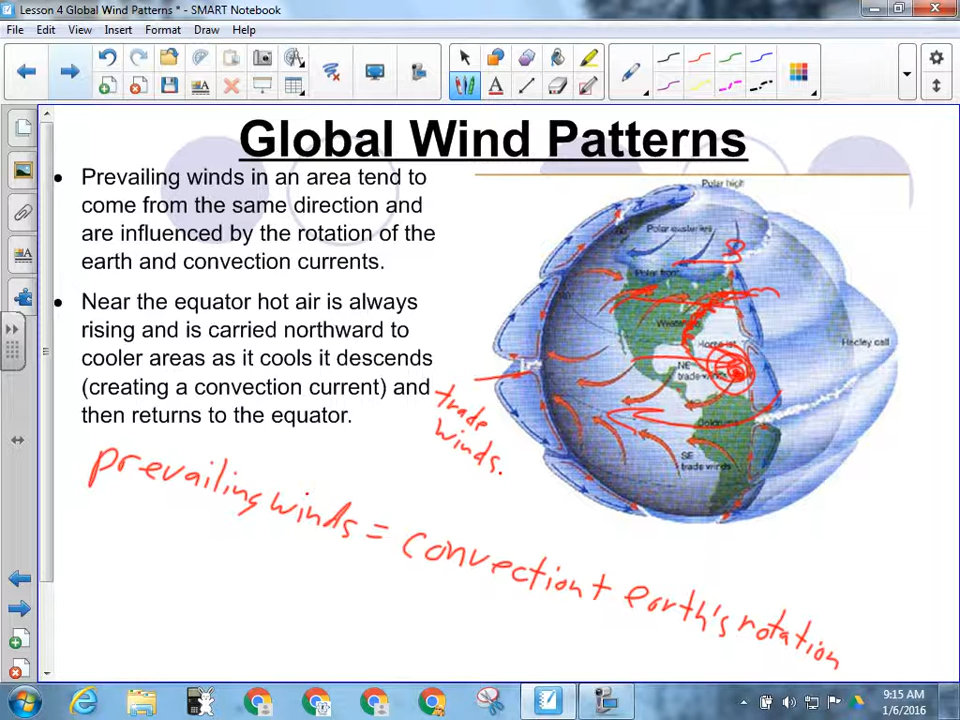 Lesson 4 Global Wind Patterns * - SMART Notebook
File Edit View Insert Format Draw Help
Global Wind Patterns
• Prevailing winds in an area tend to
come from the same direction and
are influenced by the rotation of the
earth and convection currents.
• Near the equator hot air is always
rising and is carried northward to
cooler areas as it cools it descends
(creating a convection current) and
then returns to the equator.
Polar high
Polar easterlies
Polar front
Hadley cell
NE
trade winds
Doldrums
SE
trade winds
trade
winds.
prevailing winds = convection + earth's rotation
9:15 AM
1/6/2016